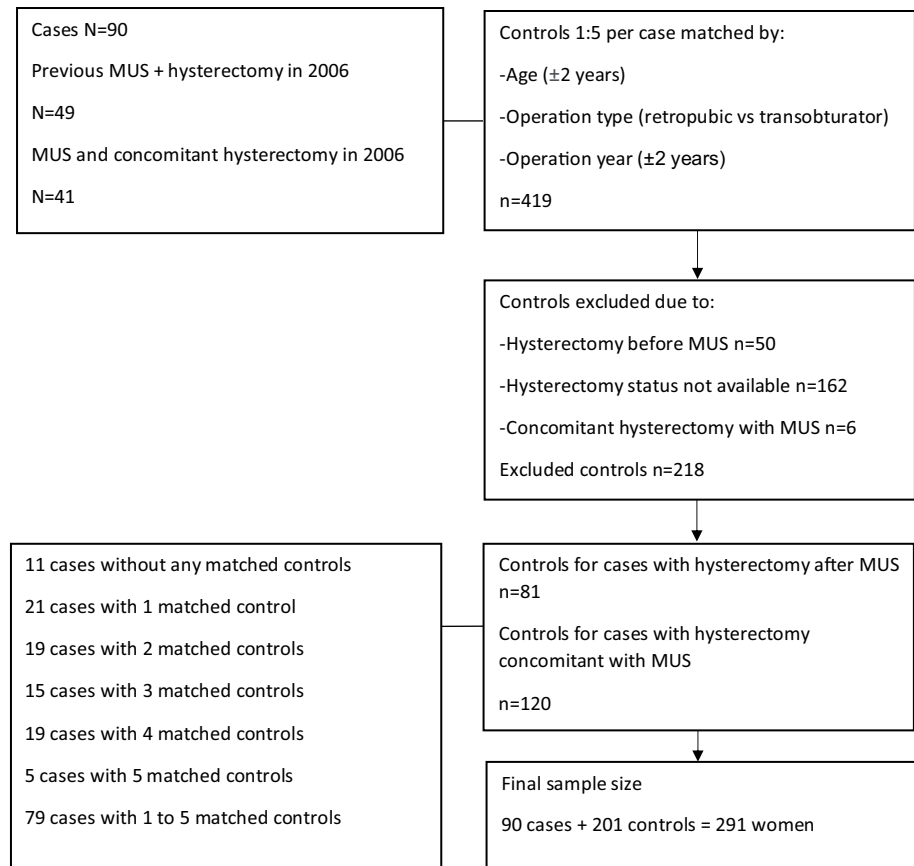 Cases N=90
Previous MUS + hysterectomy in 2006
N=49
MUS and concomitant hysterectomy in 2006
N=41
Controls 1:5 per case matched by:
-Age (±2 years)
-Operation type (retropubic vs transobturator)
-Operation year (±2 years)
n=419
Controls excluded due to:
-Hysterectomy before MUS n=50
-Hysterectomy status not available n=162
-Concomitant hysterectomy with MUS n=6
Excluded controls n=218
11 cases without any matched controls
21 cases with 1 matched control
19 cases with 2 matched controls
15 cases with 3 matched controls
19 cases with 4 matched controls
5 cases with 5 matched controls
79 cases with 1 to 5 matched controls
Controls for cases with hysterectomy after MUS
n=81
Controls for cases with hysterectomy
concomitant with MUS
n=120
Final sample size
90 cases + 201 controls = 291 women